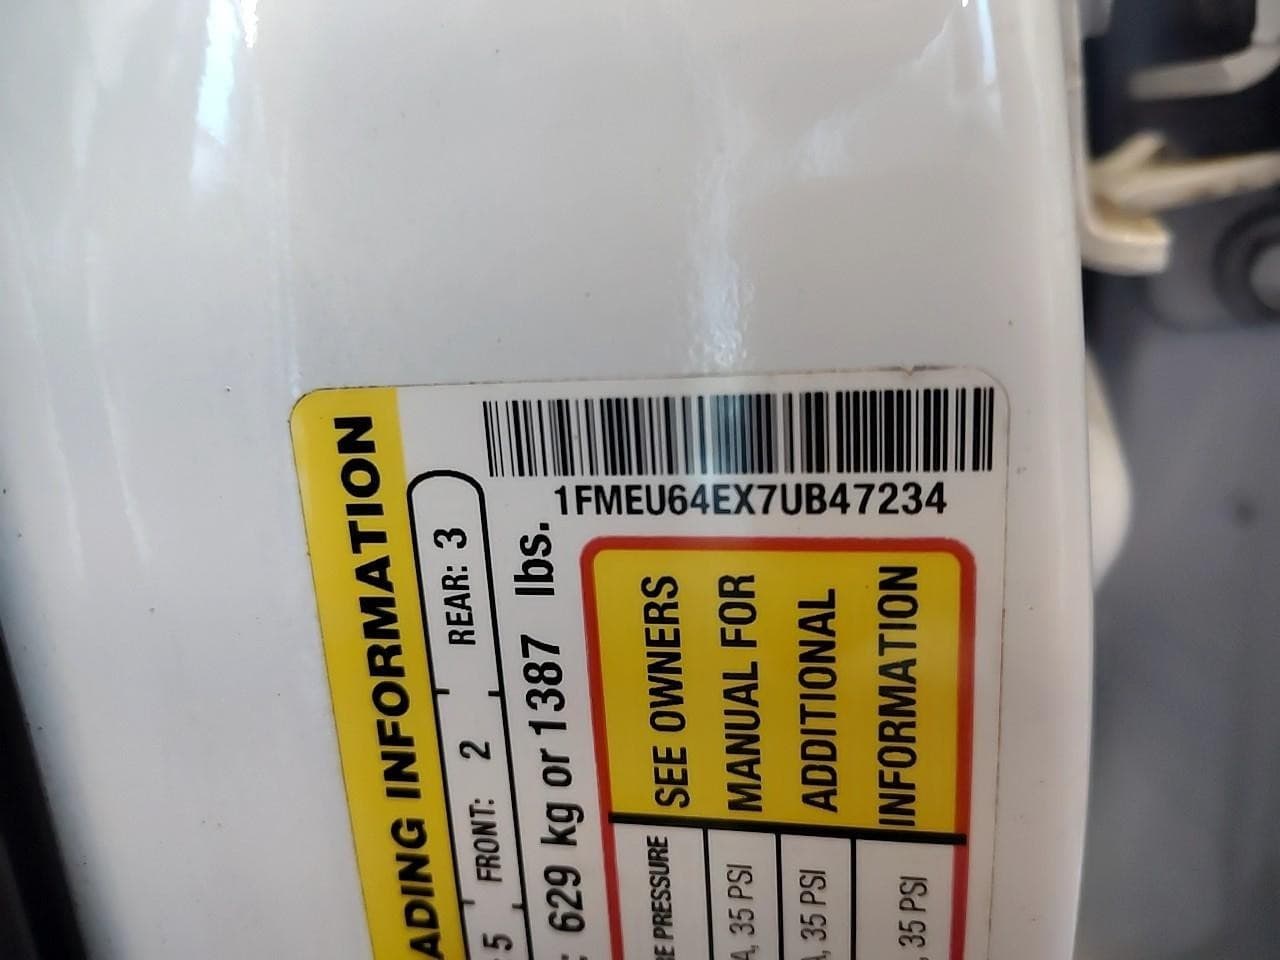 1FMEU64EX7UB47234
ADING INFORMATION
5 FRONT: 2 REAR: 3
: 629 kg or 1387 lbs.
RE PRESSURE SEE OWNERS
MANUAL FOR
ADDITIONAL
INFORMATION
A, 35 PSI
A, 35 PSI
, 35 PSI